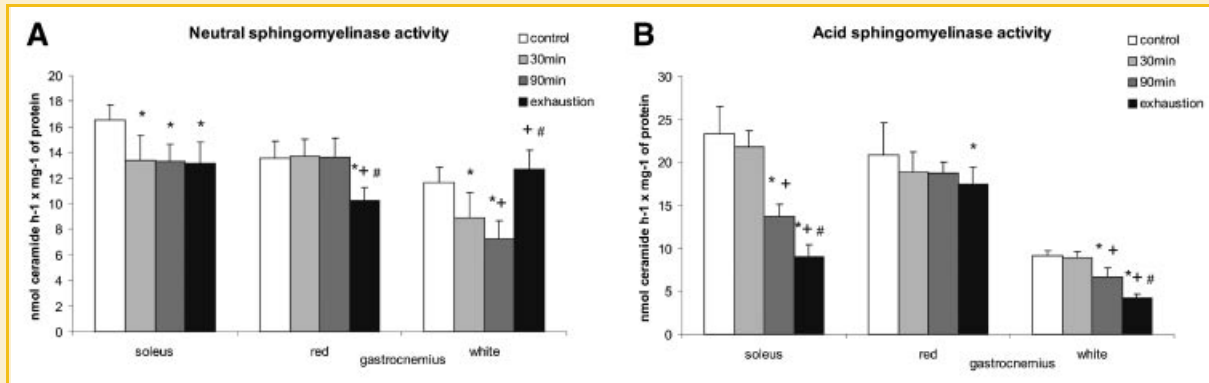 A
Neutral sphingomyelinase activity
control
30min
90min
exhaustion
nmol ceramide h-1 x mg-1 of protein
20
18
16
14
12
10
8
6
4
2
0
* * *
*+ #
*
*+
+ #
soleus red white
gastrocnemius
B
Acid sphingomyelinase activity
control
30min
90min
exhaustion
nmol ceramide h-1 x mg-1 of protein
30
25
20
15
10
5
0
* +
*+ #
*
* +
*+ #
soleus red white
gastrocnemius